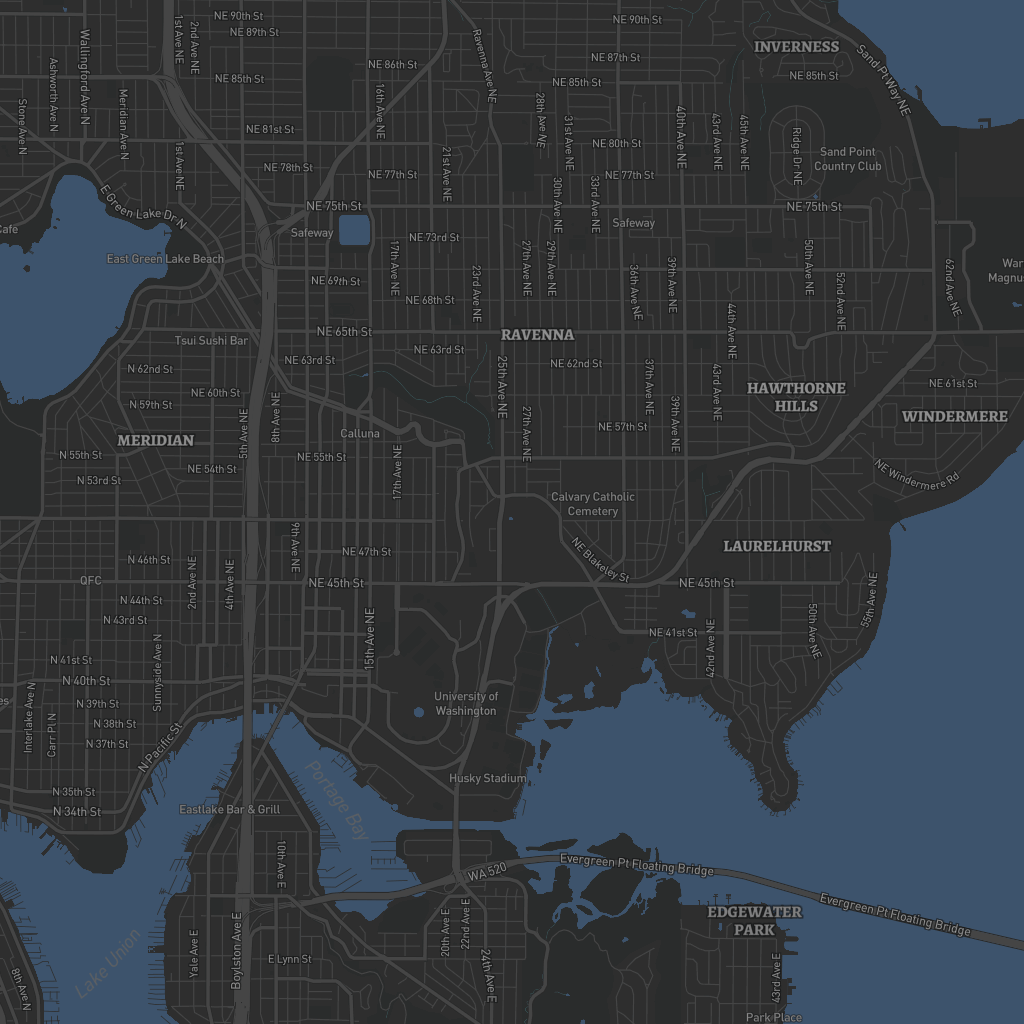 NE 90th St
NE 90th St
1st Ave NE
2nd Ave NE
NE 89th St
Wallingford Ave N
Ravenna Ave NE
INVERNESS
Sand Pt Way NE
NE 87th St
NE 86th St
Ashworth Ave N
NE 85th St
NE 85th St
NE 85th St
Stone Ave N
Meridian Ave N
16th Ave NE
28th Ave NE
31st Ave NE
40th Ave NE
43rd Ave NE
45th Ave NE
NE 81st St
NE 80th St
Ridge Dr NE
Sand Point
Country Club
1st Ave NE
21st Ave NE
NE 78th St
NE 77th St
NE 77th St
30th Ave NE
33rd Ave NE
E Green Lake Dr N
NE 75th St
NE 75th St
Cafe
Safeway
Safeway
NE 73rd St
East Green Lake Beach
17th Ave NE
27th Ave NE
29th Ave NE
50th Ave NE
War
Magnus
NE 69th St
23rd Ave NE
36th Ave NE
39th Ave NE
52nd Ave NE
62nd Ave NE
NE 68th St
NE 65th St
RAVENNA
44th Ave NE
Tsui Sushi Bar
NE 63rd St
NE 63rd St
NE 62nd St
N 62nd St
25th Ave NE
37th Ave NE
43rd Ave NE
HAWTHORNE
HILLS
NE 61st St
NE 60th St
N 59th St
5th Ave NE
8th Ave NE
WINDERMERE
27th Ave NE
39th Ave NE
NE 57th St
MERIDIAN
Calluna
N 55th St
NE 55th St
NE 54th St
N 53rd St
17th Ave NE
NE Windermere Rd
Calvary Catholic
Cemetery
9th Ave NE
NE 47th St
N 46th St
NE Blakeley St
LAURELHURST
QFC
2nd Ave NE
4th Ave NE
NE 45th St
NE 45th St
55th Ave NE
N 44th St
N 43rd St
15th Ave NE
NE 41st St
42nd Ave NE
50th Ave NE
N 41st St
Sunnyside Ave N
N 40th St
es
Interlake Ave N
Carr Pl N
N 39th St
N 38th St
N 37th St
N Pacific St
University of
Washington
Portage Bay
Husky Stadium
N 35th St
N 34th St
Eastlake Bar & Grill
10th Ave E
WA 520
Evergreen Pt Floating Bridge
Evergreen Pt Floating Bridge
EDGEWATER
PARK
Yale Ave E
Boylston Ave E
20th Ave E
22nd Ave E
24th Ave E
43rd Ave E
Lake Union
E Lynn St
8th Ave N
Park Place